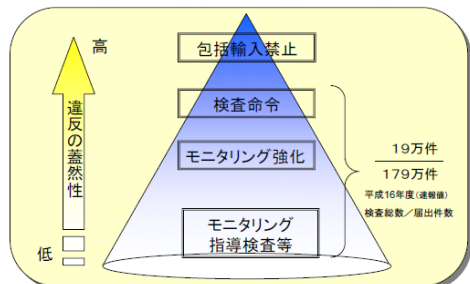 高
違反の蓋然性
低
包括輸入禁止
検査命令
モニタリング強化
モニタリング
指導検査等
19万件
179万件
平成16年度(速報値)
検査総数／届出件数